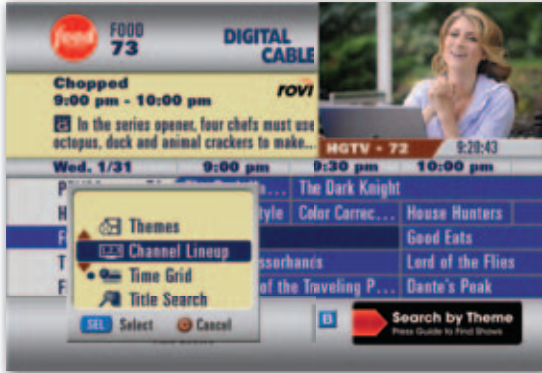 food
FOOD
73
DIGITAL
CABLE
Chopped
rovi
9:00 pm - 10:00 pm
In the series opener, four chefs must use
octopus, duck and animal crackers to make...
HGTV • 72 9:20:43
Wed. 1/31 9:00 pm 9:30 pm 10:00 pm
The Dark Knight
tyle Color Correc... House Hunters
F Good Eats
T ssorhands Lord of the Flies
F of the Traveling P... Dante's Peak
Themes
Channel Lineup
Time Grid
Title Search
SEL Select Cancel
B Search by Theme
Press Guide to Find Shows